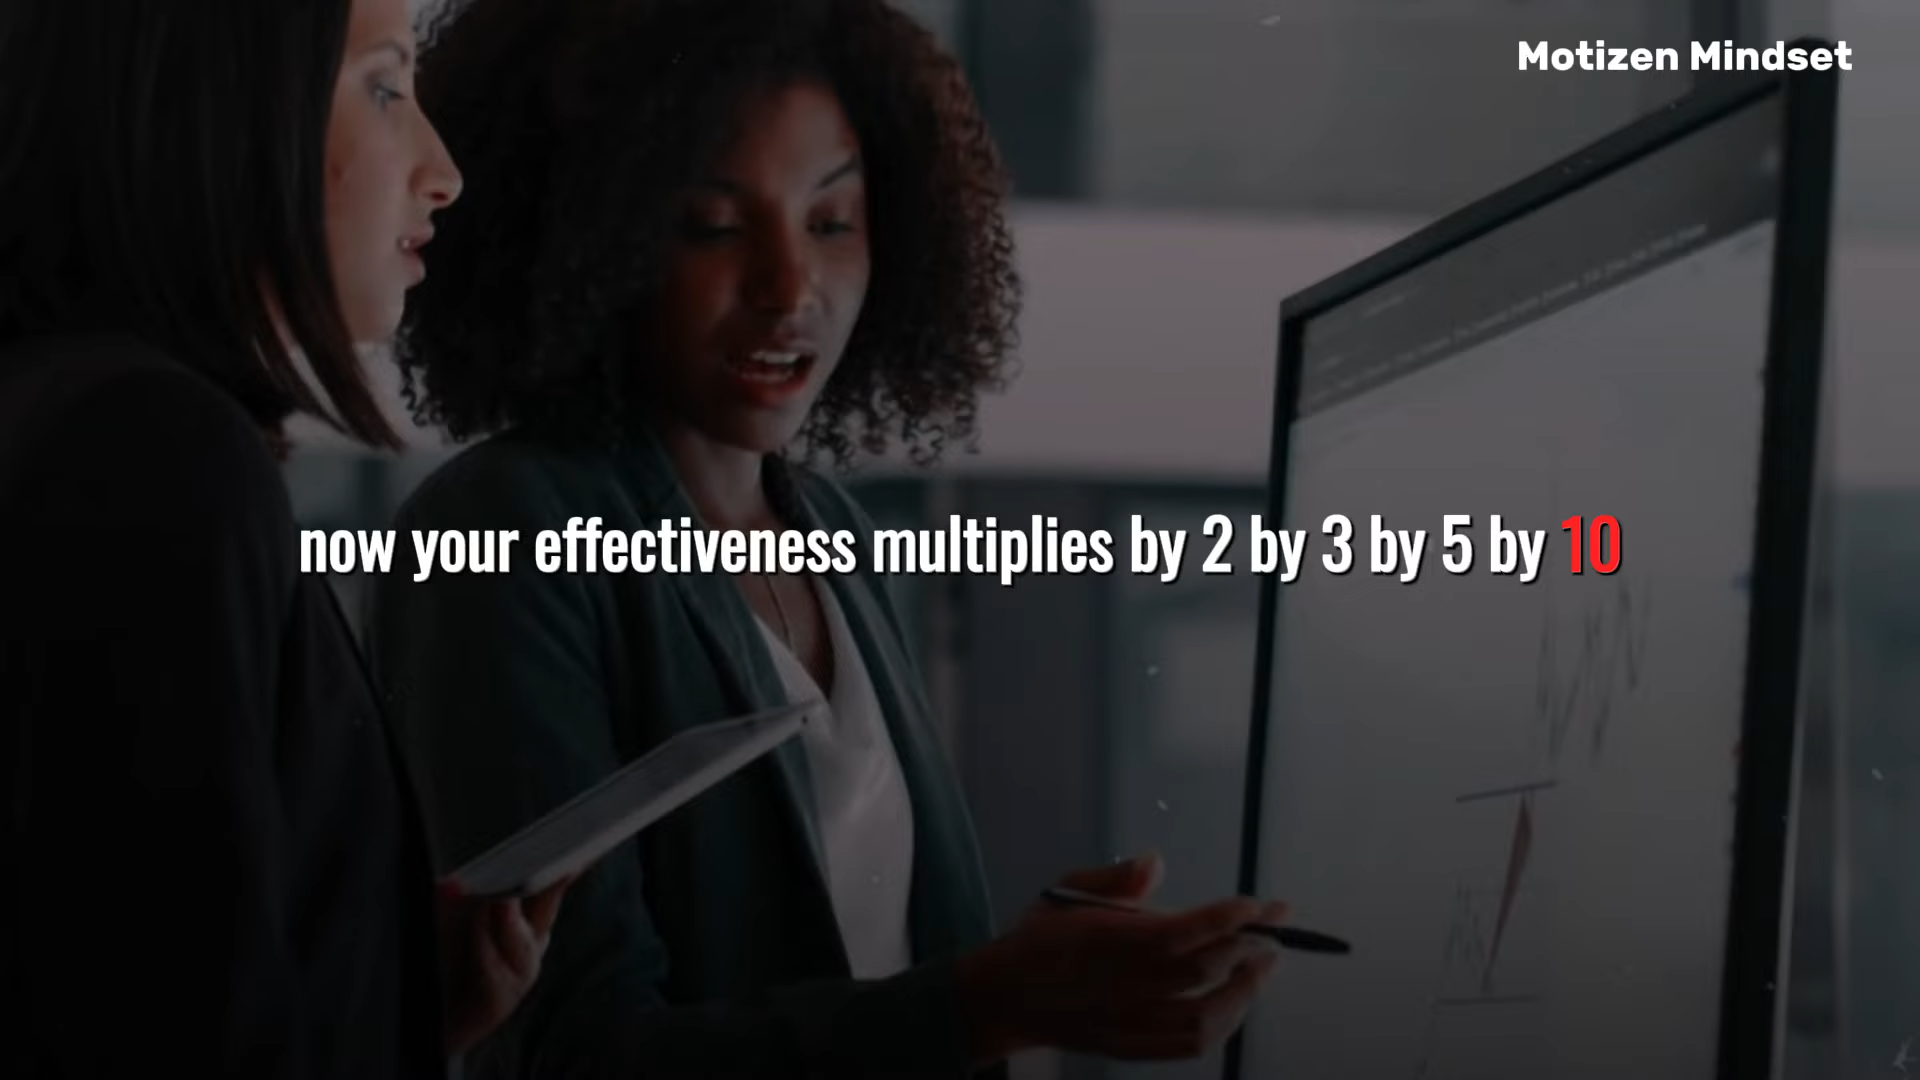 Motizen Mindset
now your effectiveness multiplies by 2 by 3 by 5 by 10